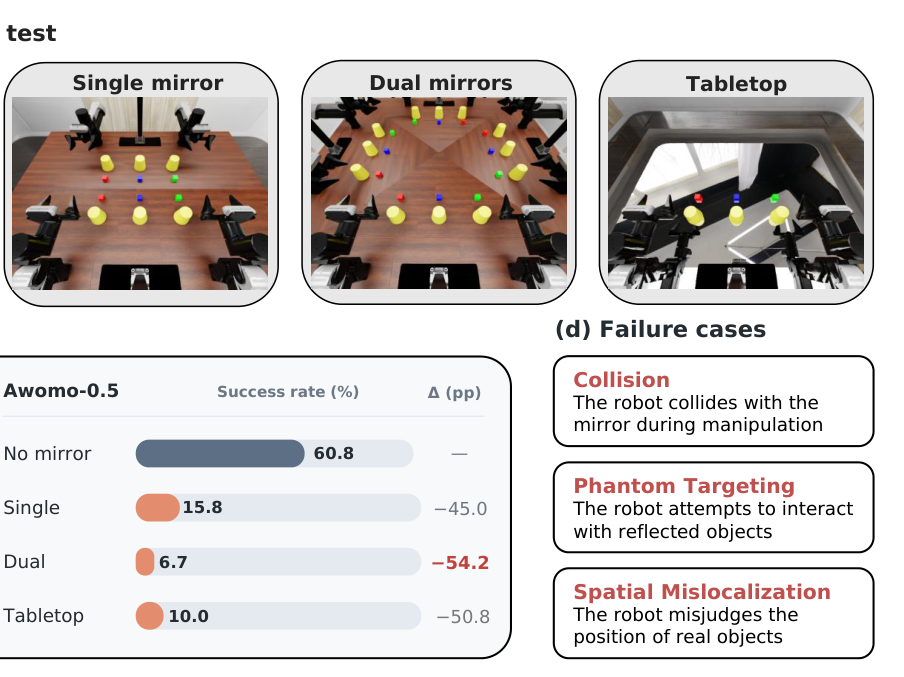 test
Single mirror
Dual mirrors
Tabletop
Awomo-0.5
Success rate (%)
Δ (pp)
No mirror
60.8
—
Single
15.8
−45.0
Dual
6.7
−54.2
Tabletop
10.0
−50.8
(d) Failure cases
Collision
The robot collides with the
mirror during manipulation
Phantom Targeting
The robot attempts to interact
with reflected objects
Spatial Mislocalization
The robot misjudges the
position of real objects